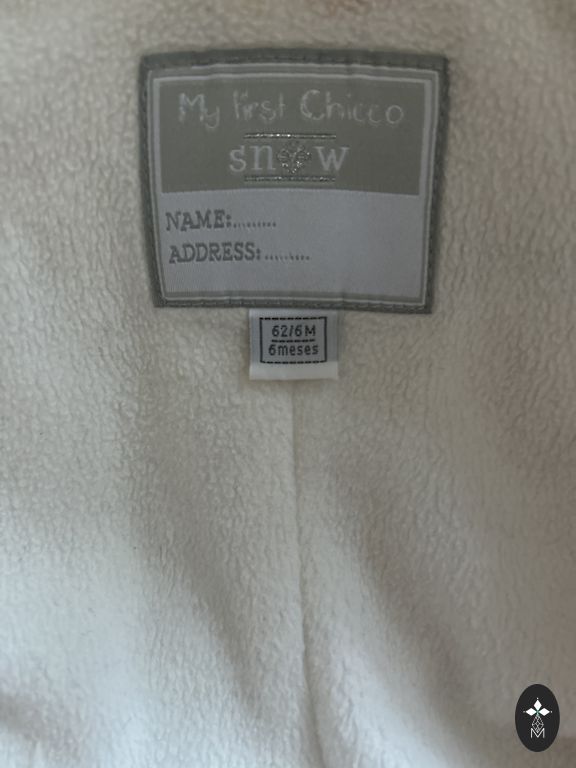 My first Chicco
snow
NAME:.........
ADDRESS:.........
62/6M
6meses
M